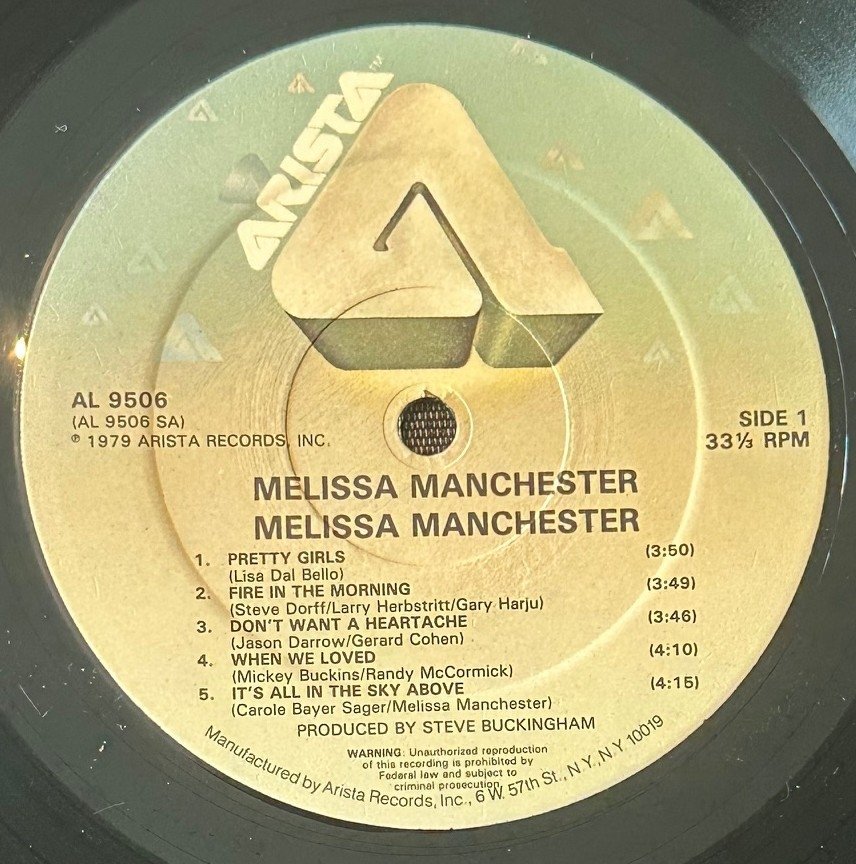 ARISTA™
AL 9506
(AL 9506 SA)
℗ 1979 ARISTA RECORDS, INC.
SIDE 1
33⅓ RPM
MELISSA MANCHESTER
MELISSA MANCHESTER
1. PRETTY GIRLS (3:50)
(Lisa Dal Bello)
2. FIRE IN THE MORNING (3:49)
(Steve Dorff/Larry Herbstritt/Gary Harju)
3. DON'T WANT A HEARTACHE (3:46)
(Jason Darrow/Gerard Cohen)
4. WHEN WE LOVED (4:10)
(Mickey Buckins/Randy McCormick)
5. IT'S ALL IN THE SKY ABOVE (4:15)
(Carole Bayer Sager/Melissa Manchester)
PRODUCED BY STEVE BUCKINGHAM
WARNING: Unauthorized reproduction
of this recording is prohibited by
Federal law and subject to
criminal prosecution.
Manufactured by Arista Records, Inc., 6 W. 57th St., N.Y., N.Y. 10019